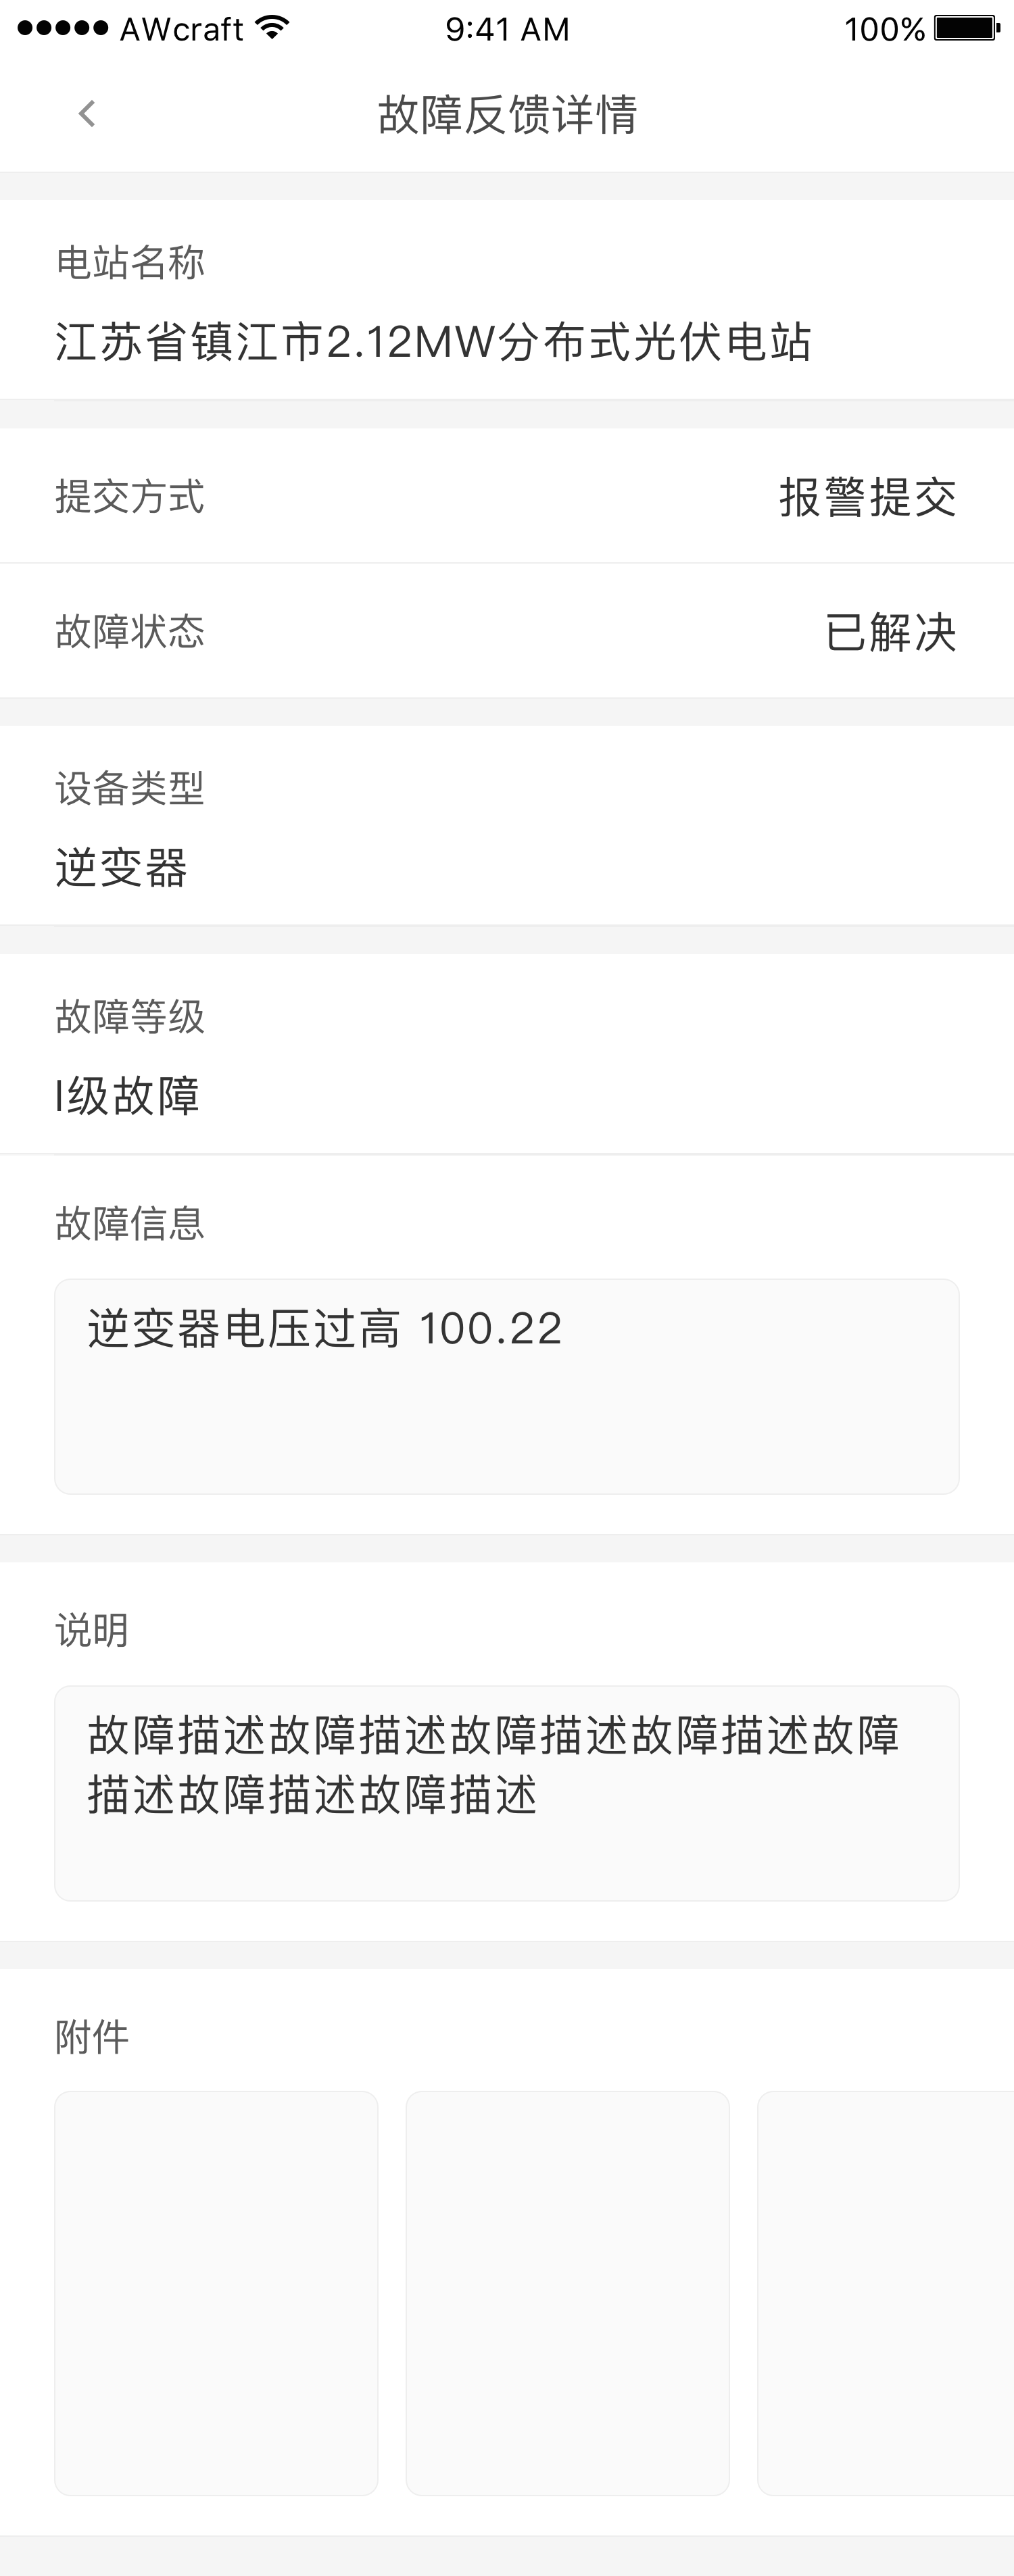 ●●●●● AWcraft 9:41 AM 100%
故障反馈详情
电站名称
江苏省镇江市2.12MW分布式光伏电站
提交方式 报警提交
故障状态 已解决
设备类型
逆变器
故障等级
I级故障
故障信息
逆变器电压过高 100.22
说明
故障描述故障描述故障描述故障描述故障
描述故障描述故障描述
附件